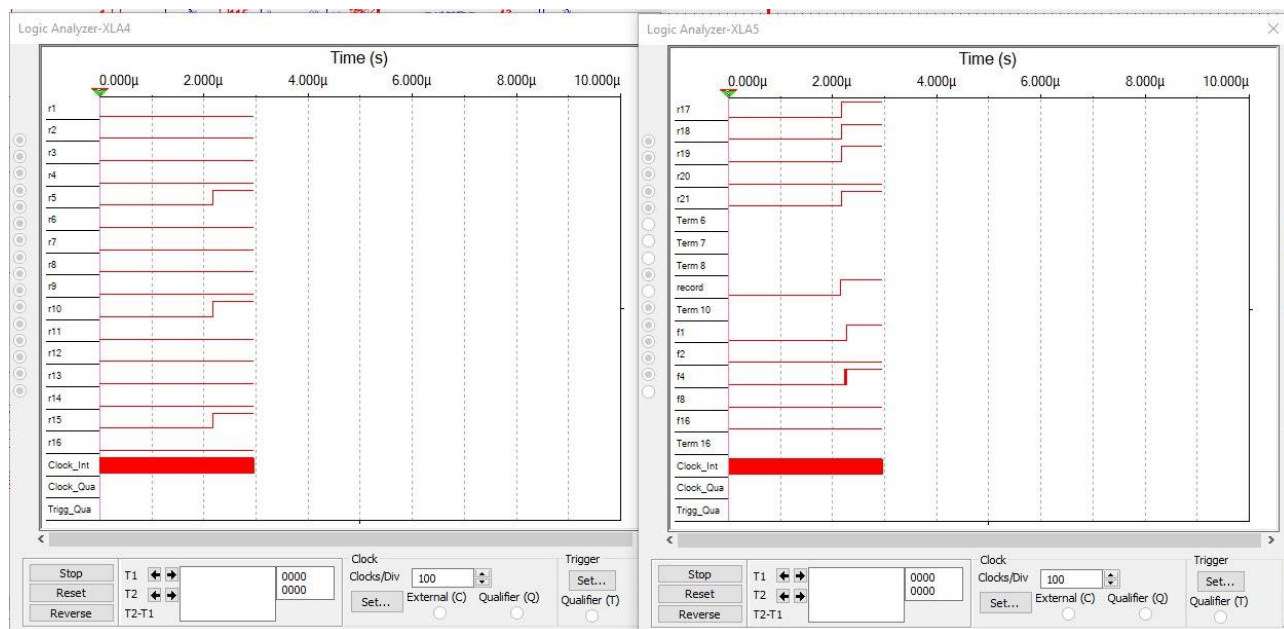 Logic Analyzer-XLA4
Time (s)
0.000µ 2.000µ 4.000µ 6.000µ 8.000µ 10.000µ
r1
r2
r3
r4
r5
r6
r7
r8
r9
r10
r11
r12
r13
r14
r15
r16
Clock_Int
Clock_Qua
Trigg_Qua
Stop
Reset
Reverse
T1
T2
T2-T1
0000
0000
Clock
Clocks/Div 100
Set... External (C) Qualifier (Q)
Trigger
Set...
Qualifier (T)
Logic Analyzer-XLA5
Time (s)
0.000µ 2.000µ 4.000µ 6.000µ 8.000µ 10.000µ
r17
r18
r19
r20
r21
Term 6
Term 7
Term 8
record
Term 10
f1
f2
f4
f8
f16
Term 16
Clock_Int
Clock_Qua
Trigg_Qua
Stop
Reset
Reverse
T1
T2
T2-T1
0000
0000
Clock
Clocks/Div 100
Set... External (C) Qualifier (Q)
Trigger
Set...
Qualifier (T)